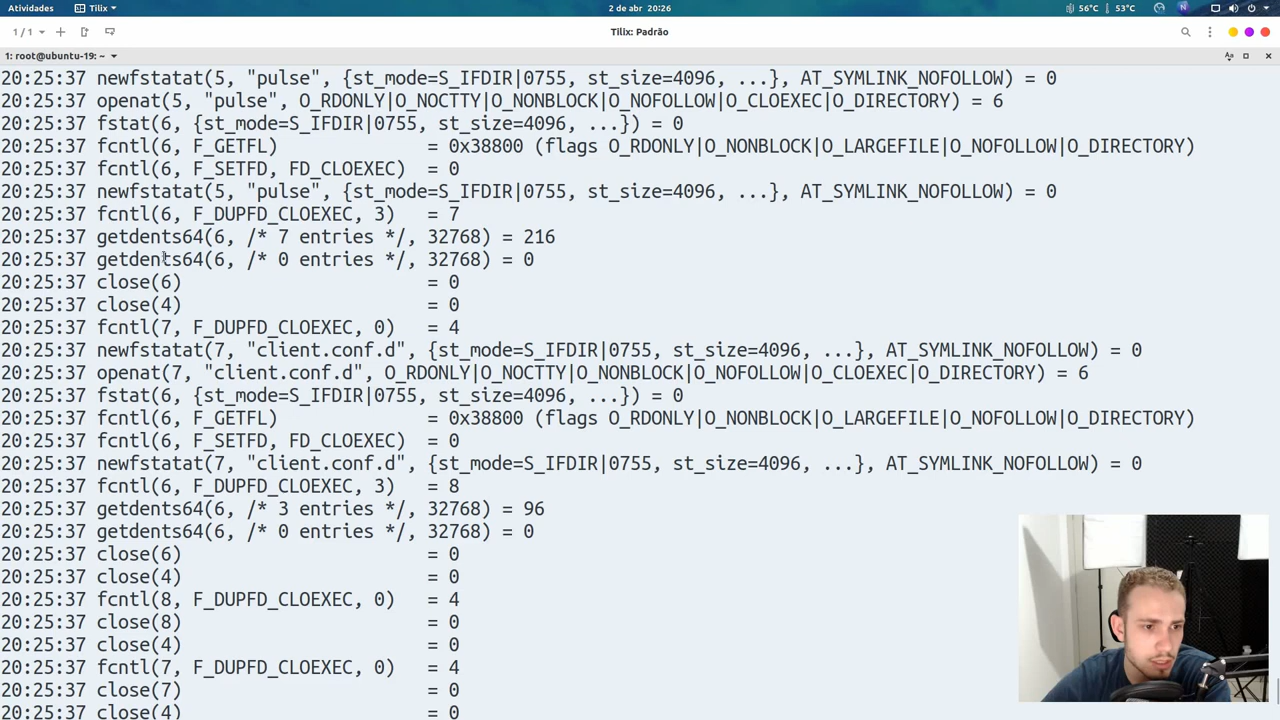 Atividades Tilix 2 de abr 20:26 56°C 53°C
1 / 1 Tilix: Padrão
1: root@ubuntu-19: ~
20:25:37 newfstatat(5, "pulse", {st_mode=S_IFDIR|0755, st_size=4096, ...}, AT_SYMLINK_NOFOLLOW) = 0
20:25:37 openat(5, "pulse", O_RDONLY|O_NOCTTY|O_NONBLOCK|O_NOFOLLOW|O_CLOEXEC|O_DIRECTORY) = 6
20:25:37 fstat(6, {st_mode=S_IFDIR|0755, st_size=4096, ...}) = 0
20:25:37 fcntl(6, F_GETFL) = 0x38800 (flags O_RDONLY|O_NONBLOCK|O_LARGEFILE|O_NOFOLLOW|O_DIRECTORY)
20:25:37 fcntl(6, F_SETFD, FD_CLOEXEC) = 0
20:25:37 newfstatat(5, "pulse", {st_mode=S_IFDIR|0755, st_size=4096, ...}, AT_SYMLINK_NOFOLLOW) = 0
20:25:37 fcntl(6, F_DUPFD_CLOEXEC, 3) = 7
20:25:37 getdents64(6, /* 7 entries */, 32768) = 216
20:25:37 getdents64(6, /* 0 entries */, 32768) = 0
20:25:37 close(6) = 0
20:25:37 close(4) = 0
20:25:37 fcntl(7, F_DUPFD_CLOEXEC, 0) = 4
20:25:37 newfstatat(7, "client.conf.d", {st_mode=S_IFDIR|0755, st_size=4096, ...}, AT_SYMLINK_NOFOLLOW) = 0
20:25:37 openat(7, "client.conf.d", O_RDONLY|O_NOCTTY|O_NONBLOCK|O_NOFOLLOW|O_CLOEXEC|O_DIRECTORY) = 6
20:25:37 fstat(6, {st_mode=S_IFDIR|0755, st_size=4096, ...}) = 0
20:25:37 fcntl(6, F_GETFL) = 0x38800 (flags O_RDONLY|O_NONBLOCK|O_LARGEFILE|O_NOFOLLOW|O_DIRECTORY)
20:25:37 fcntl(6, F_SETFD, FD_CLOEXEC) = 0
20:25:37 newfstatat(7, "client.conf.d", {st_mode=S_IFDIR|0755, st_size=4096, ...}, AT_SYMLINK_NOFOLLOW) = 0
20:25:37 fcntl(6, F_DUPFD_CLOEXEC, 3) = 8
20:25:37 getdents64(6, /* 3 entries */, 32768) = 96
20:25:37 getdents64(6, /* 0 entries */, 32768) = 0
20:25:37 close(6) = 0
20:25:37 close(4) = 0
20:25:37 fcntl(8, F_DUPFD_CLOEXEC, 0) = 4
20:25:37 close(8) = 0
20:25:37 close(4) = 0
20:25:37 fcntl(7, F_DUPFD_CLOEXEC, 0) = 4
20:25:37 close(7) = 0
20:25:37 close(4) = 0